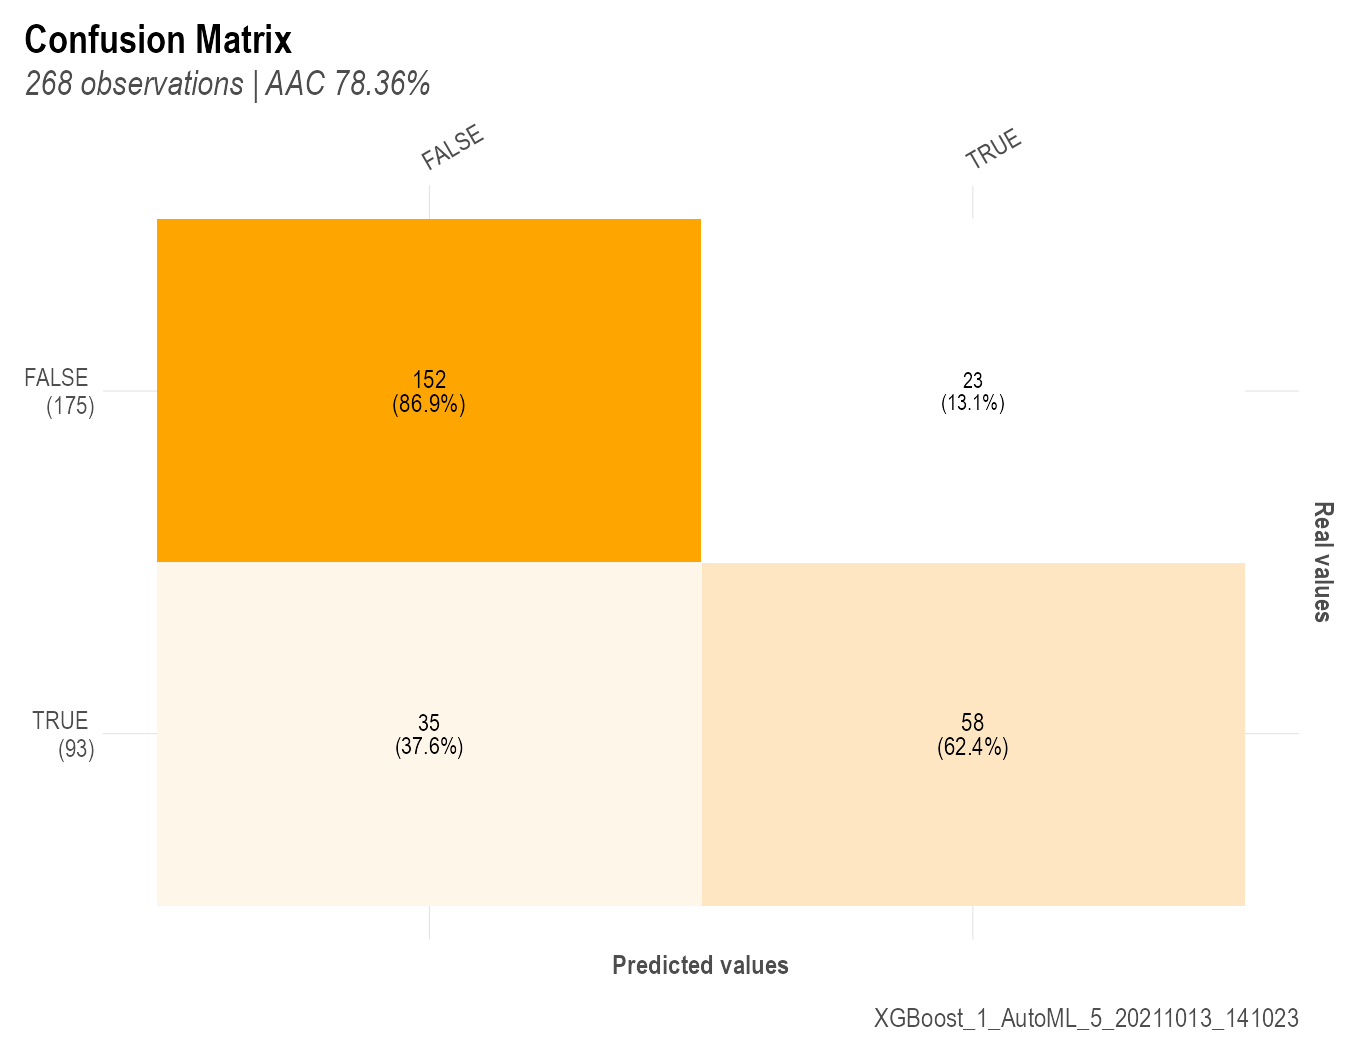 Confusion Matrix
268 observations | AAC 78.36%
FALSE
TRUE
FALSE
(175)
152
(86.9%)
23
(13.1%)
Real values
TRUE
(93)
35
(37.6%)
58
(62.4%)
Predicted values
XGBoost_1_AutoML_5_20211013_141023